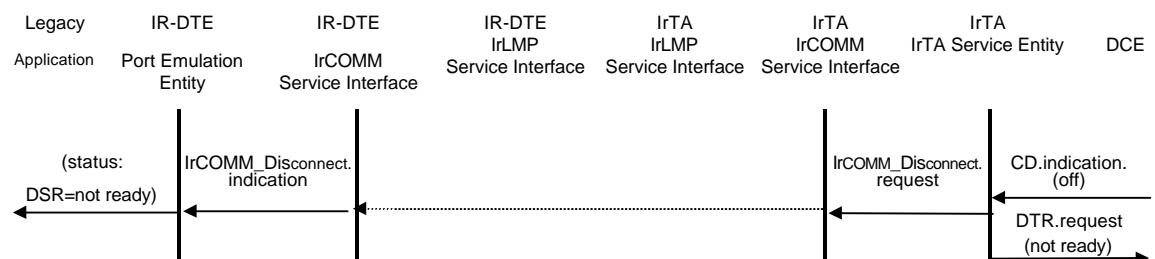 Legacy
Application
IR-DTE
Port Emulation
Entity
IR-DTE
IrCOMM
Service Interface
IR-DTE
IrLMP
Service Interface
IrTA
IrLMP
Service Interface
IrTA
IrCOMM
Service Interface
IrTA
IrTA Service Entity
DCE
(status:
DSR=not ready)
IrCOMM_Disconnect.
indication
IrCOMM_Disconnect.
request
CD.indication.
(off)
DTR.request
(not ready)